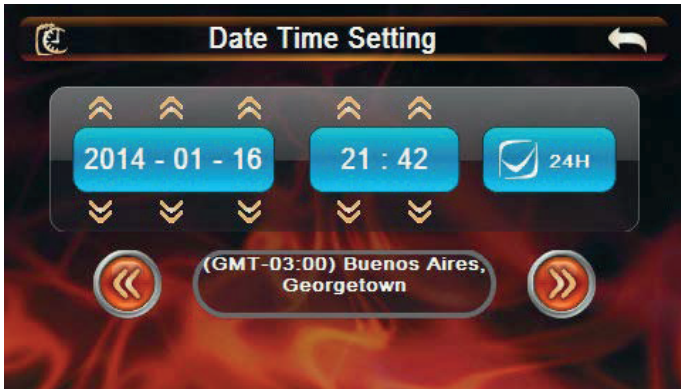 Date Time Setting
2014 - 01 - 16
21 : 42
24H
(GMT-03:00) Buenos Aires,
Georgetown